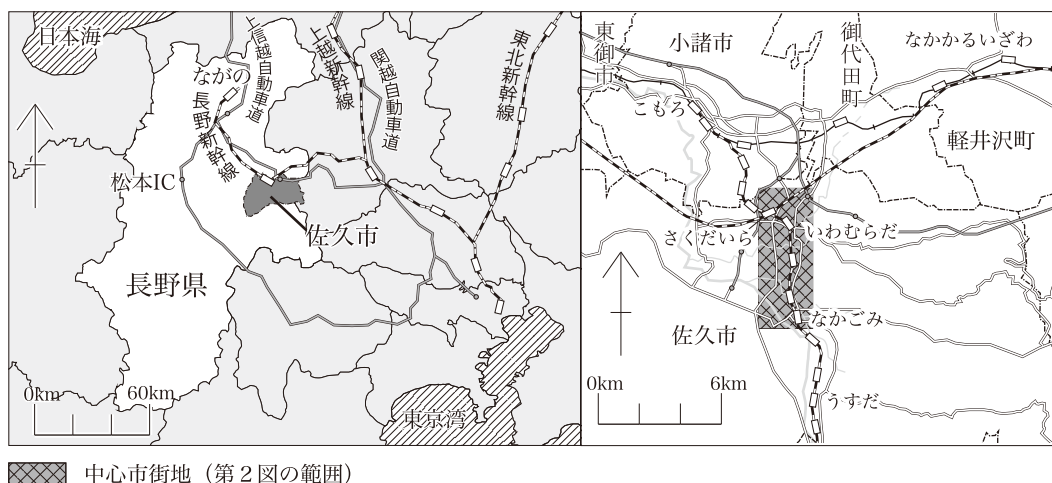 日本海
ながの
上信越自動車道
長野新幹線
上越新幹線
関越自動車道
東北新幹線
松本IC
佐久市
長野県
0km 60km
東京湾
東御市
小諸市
御代田町
なかかるいざわ
こもろ
軽井沢町
さくだいら
いわむらだ
なかごみ
佐久市
0km 6km
うすだ
中心市街地（第２図の範囲）